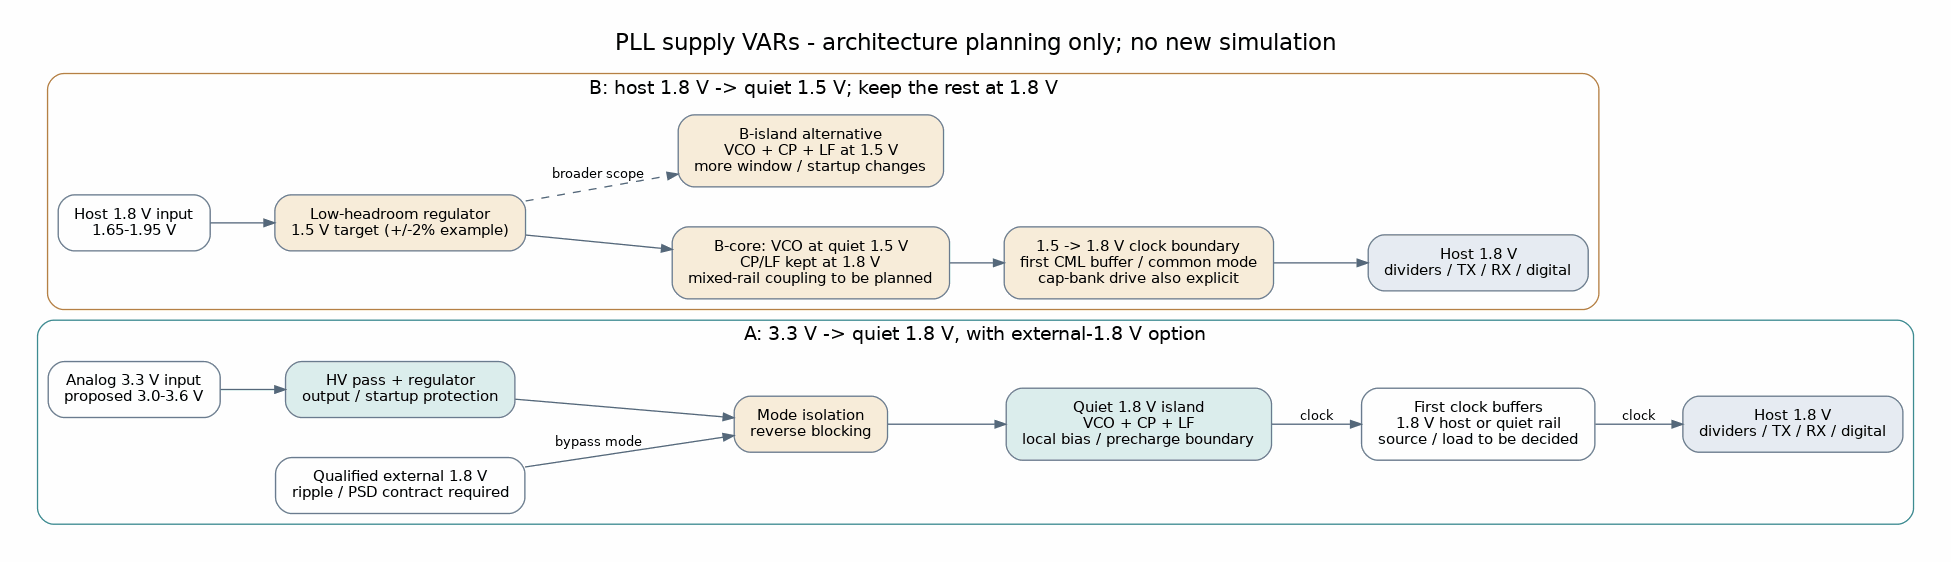 PLL supply VARs - architecture planning only; no new simulation
B: host 1.8 V -> quiet 1.5 V; keep the rest at 1.8 V
B-island alternative
VCO + CP + LF at 1.5 V
more window / startup changes
broader scope
Host 1.8 V input
1.65-1.95 V
Low-headroom regulator
1.5 V target (+/-2% example)
B-core: VCO at quiet 1.5 V
CP/LF kept at 1.8 V
mixed-rail coupling to be planned
1.5 -> 1.8 V clock boundary
first CML buffer / common mode
cap-bank drive also explicit
Host 1.8 V
dividers / TX / RX / digital
A: 3.3 V -> quiet 1.8 V, with external-1.8 V option
Analog 3.3 V input
proposed 3.0-3.6 V
HV pass + regulator
output / startup protection
bypass mode
Qualified external 1.8 V
ripple / PSD contract required
Mode isolation
reverse blocking
Quiet 1.8 V island
VCO + CP + LF
local bias / precharge boundary
clock
First clock buffers
1.8 V host or quiet rail
source / load to be decided
clock
Host 1.8 V
dividers / TX / RX / digital